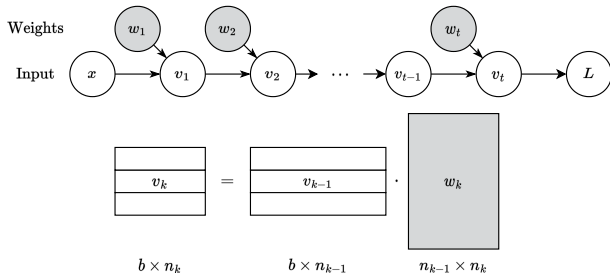 Weights w₁ w₂ wₜ
Input x v₁ v₂ ⋯ vₜ₋₁ vₜ L
vₖ = vₖ₋₁ · wₖ
b × nₖ b × nₖ₋₁ nₖ₋₁ × nₖ